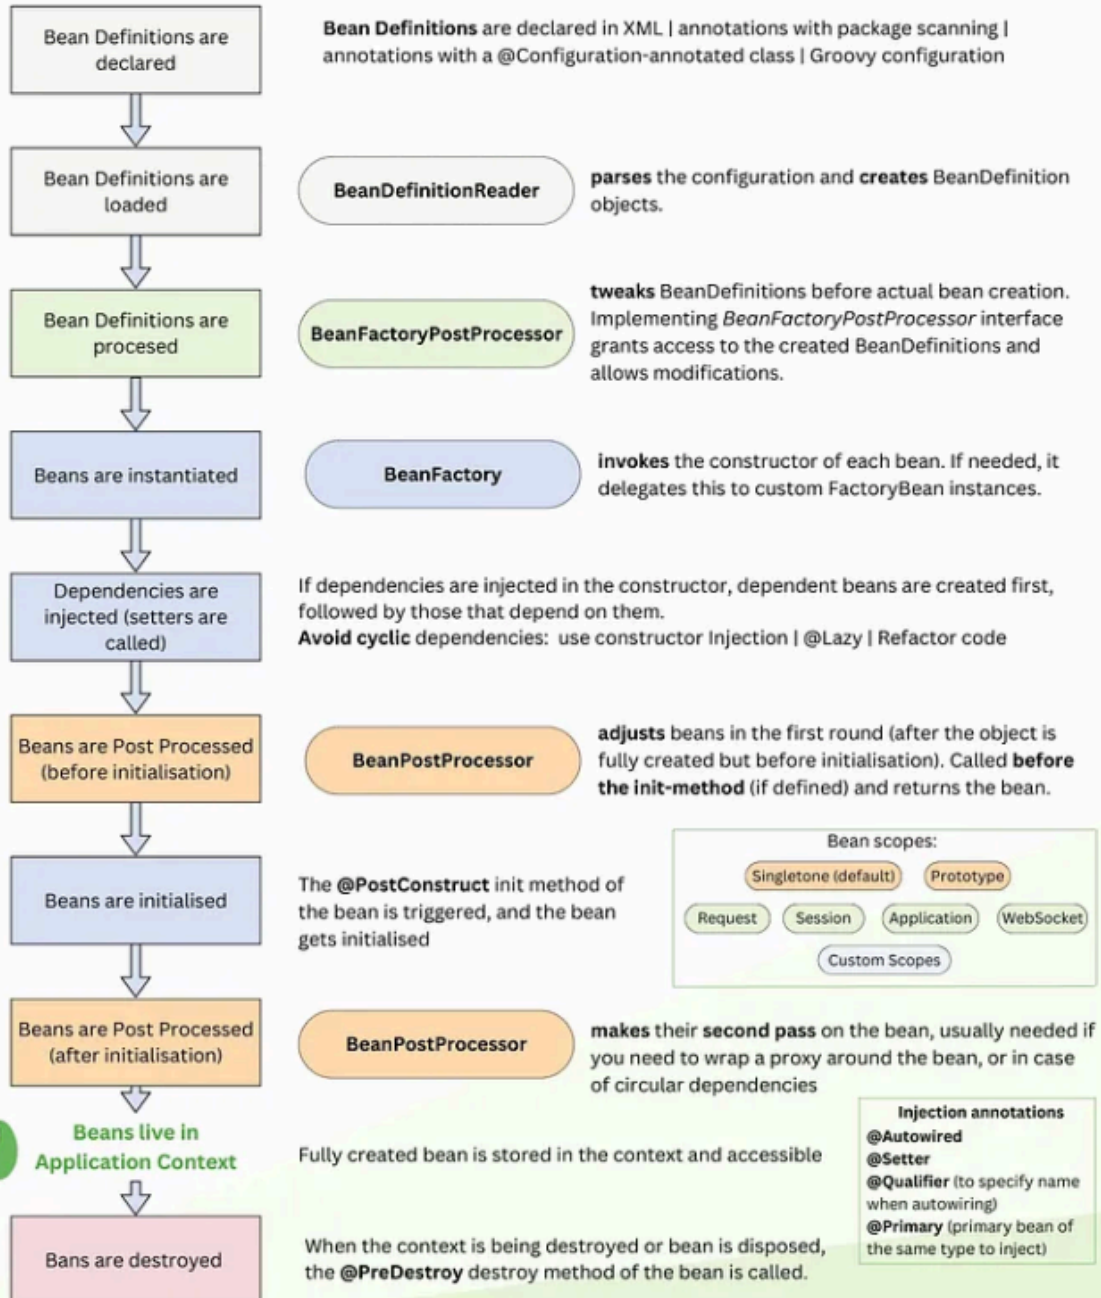 Bean Definitions are
declared
Bean Definitions are declared in XML | annotations with package scanning |
annotations with a @Configuration-annotated class | Groovy configuration
Bean Definitions are
loaded
BeanDefinitionReader
parses the configuration and creates BeanDefinition
objects.
Bean Definitions are
procesed
BeanFactoryPostProcessor
tweaks BeanDefinitions before actual bean creation.
Implementing BeanFactoryPostProcessor interface
grants access to the created BeanDefinitions and
allows modifications.
Beans are instantiated
BeanFactory
invokes the constructor of each bean. If needed, it
delegates this to custom FactoryBean instances.
Dependencies are
injected (setters are
called)
If dependencies are injected in the constructor, dependent beans are created first,
followed by those that depend on them.
Avoid cyclic dependencies: use constructor Injection | @Lazy | Refactor code
Beans are Post Processed
(before initialisation)
BeanPostProcessor
adjusts beans in the first round (after the object is
fully created but before initialisation). Called before
the init-method (if defined) and returns the bean.
Beans are initialised
The @PostConstruct init method of
the bean is triggered, and the bean
gets initialised
Bean scopes:
Singletone (default)
Prototype
Request
Session
Application
WebSocket
Custom Scopes
Beans are Post Processed
(after initialisation)
BeanPostProcessor
makes their second pass on the bean, usually needed if
you need to wrap a proxy around the bean, or in case
of circular dependencies
Beans live in
Application Context
Fully created bean is stored in the context and accessible
Injection annotations
@Autowired
@Setter
@Qualifier (to specify name
when autowiring)
@Primary (primary bean of
the same type to inject)
Bans are destroyed
When the context is being destroyed or bean is disposed,
the @PreDestroy destroy method of the bean is called.